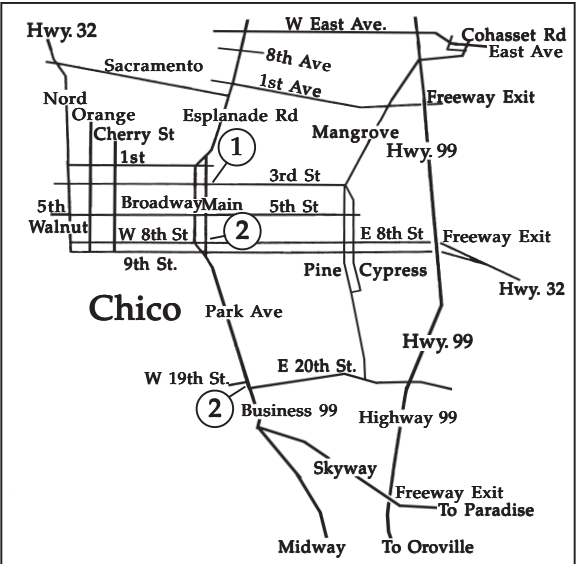 W East Ave.
Hwy. 32
Cohasset Rd
East Ave
8th Ave
Sacramento
1st Ave
Nord
Freeway Exit
Orange
Esplanade Rd
Cherry St
Mangrove
1
1st
Hwy. 99
3rd St
5th
Broadway
Main
5th St
Walnut
W 8th St
2
E 8th St
Freeway Exit
9th St.
Pine
Cypress
Hwy. 32
Chico
Park Ave
Hwy. 99
E 20th St.
W 19th St.
2
Business 99
Highway 99
Skyway
Freeway Exit
To Paradise
Midway
To Oroville